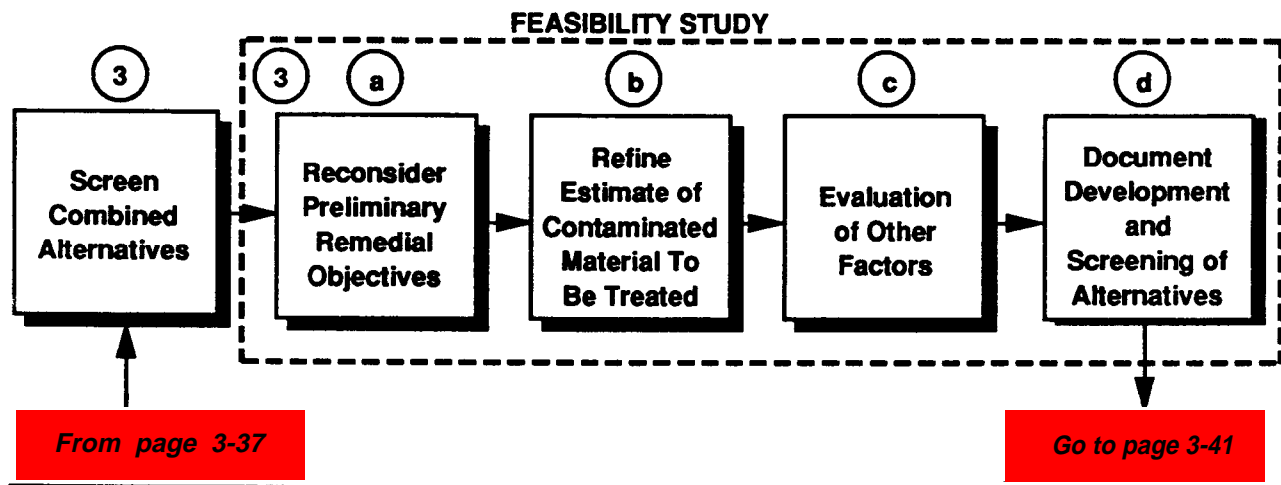 FEASIBILITY STUDY
3
3
a
b
c
d
Screen
Combined
Alternatives
Reconsider
Preliminary
Remedial
Objectives
Refine
Estimate of
Contaminated
Material To
Be Treated
Evaluation
of Other
Factors
Document
Development
and
Screening of
Alternatives
From page 3-37
Go to page 3-41